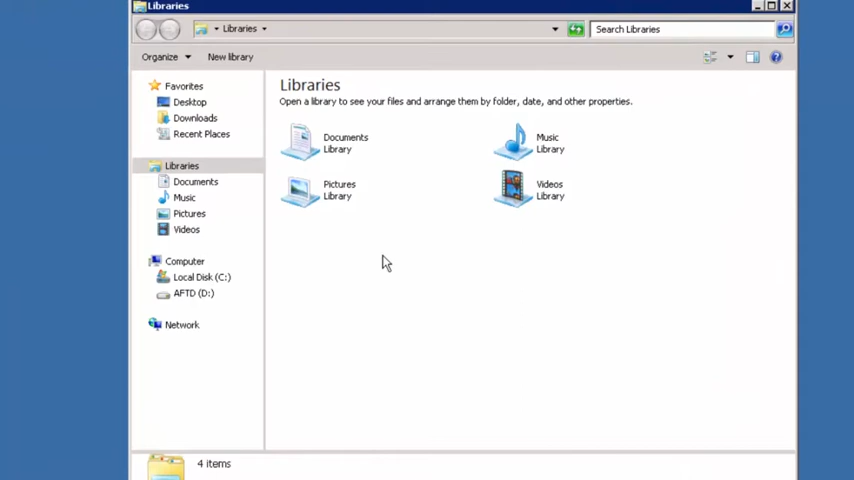 Libraries
Libraries
Search Libraries
Organize
New library
Favorites
Desktop
Downloads
Recent Places
Libraries
Documents
Music
Pictures
Videos
Computer
Local Disk (C:)
AFTD (D:)
Network
Libraries
Open a library to see your files and arrange them by folder, date, and other properties.
Documents
Library
Music
Library
Pictures
Library
Videos
Library
4 items